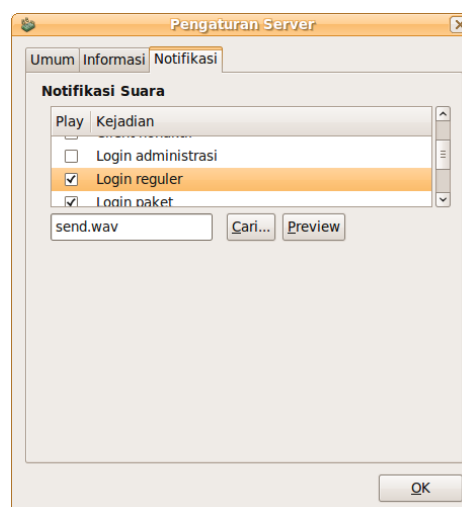 Pengaturan Server
Umum Informasi Notifikasi
Notifikasi Suara
Play Kejadian
Login administrasi
Login reguler
Login paket
send.wav Cari... Preview
OK